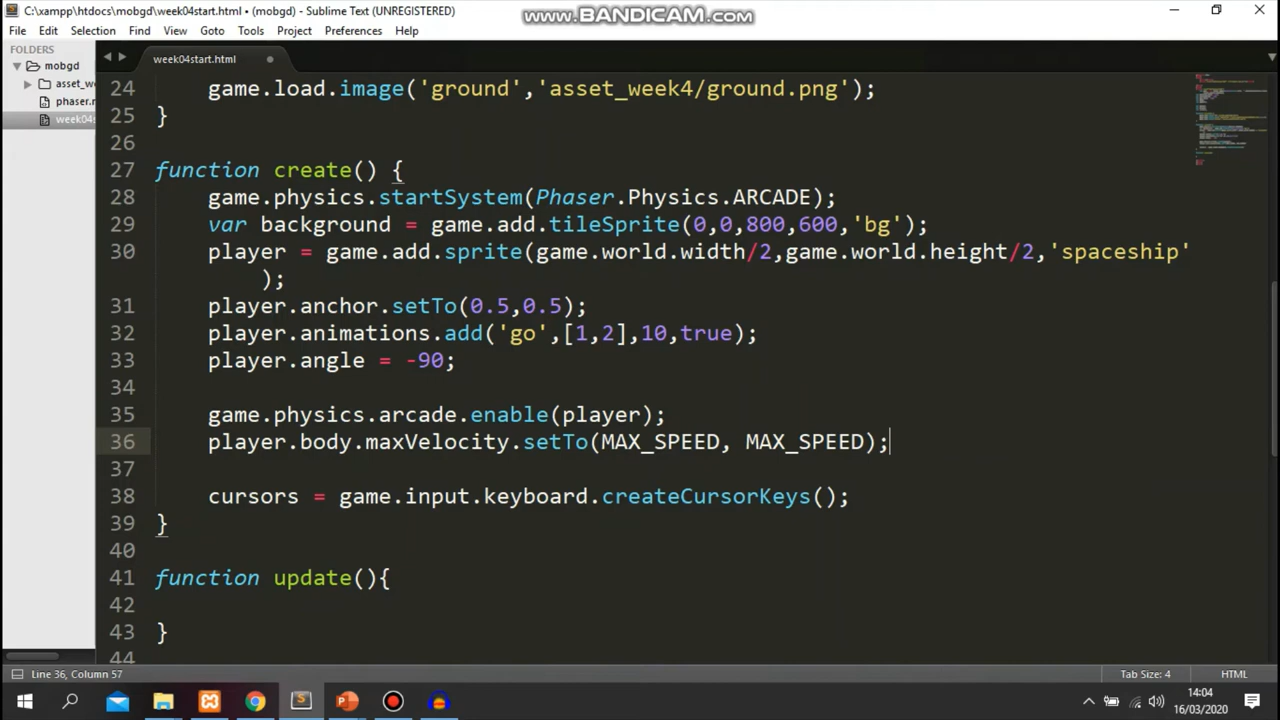 C:\xampp\htdocs\mobgd\week04start.html • (mobgd) - Sublime Text (UNREGISTERED)
www.BANDICAM.com
File Edit Selection Find View Goto Tools Project Preferences Help
FOLDERS
mobgd
asset_we
phaser.m
week04s
week04start.html
24 game.load.image('ground','asset_week4/ground.png');
25 }
26
27 function create() {
28 game.physics.startSystem(Phaser.Physics.ARCADE);
29 var background = game.add.tileSprite(0,0,800,600,'bg');
30 player = game.add.sprite(game.world.width/2,game.world.height/2,'spaceship'
);
31 player.anchor.setTo(0.5,0.5);
32 player.animations.add('go',[1,2],10,true);
33 player.angle = -90;
34
35 game.physics.arcade.enable(player);
36 player.body.maxVelocity.setTo(MAX_SPEED, MAX_SPEED);
37
38 cursors = game.input.keyboard.createCursorKeys();
39 }
40
41 function update(){
42
43 }
44
Line 36, Column 57
Tab Size: 4
HTML
14:04
16/03/2020